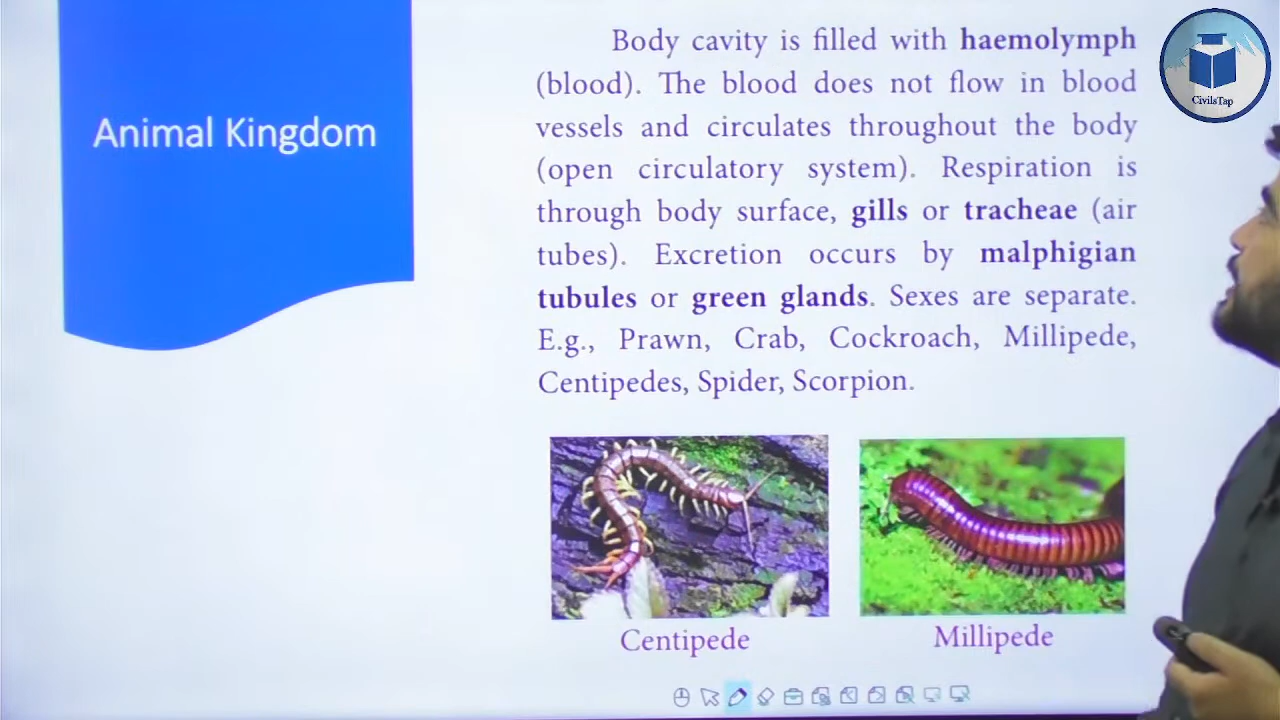 Animal Kingdom
Body cavity is filled with haemolymph
(blood). The blood does not flow in blood
vessels and circulates throughout the body
(open circulatory system). Respiration is
through body surface, gills or tracheae (air
tubes). Excretion occurs by malphigian
tubules or green glands. Sexes are separate.
E.g., Prawn, Crab, Cockroach, Millipede,
Centipedes, Spider, Scorpion.
Centipede
Millipede
CivilsTap